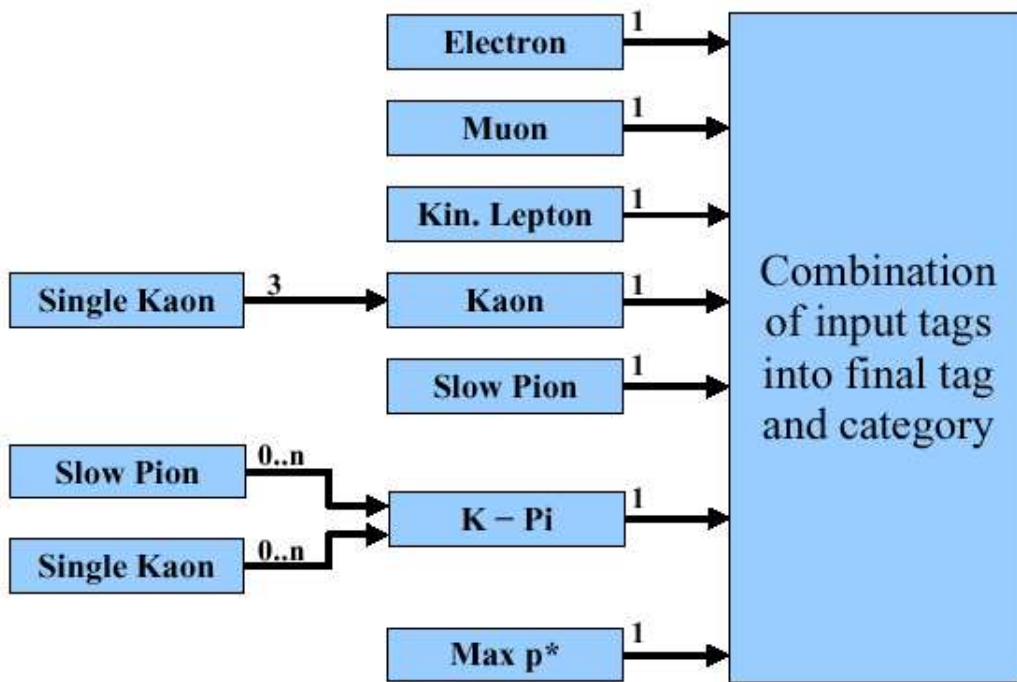 Electron
1
Muon
1
Kin. Lepton
1
Single Kaon
3
Kaon
1
Slow Pion
1
Slow Pion
0..n
Single Kaon
0..n
K − Pi
1
Max p*
1
Combination
of input tags
into final tag
and category